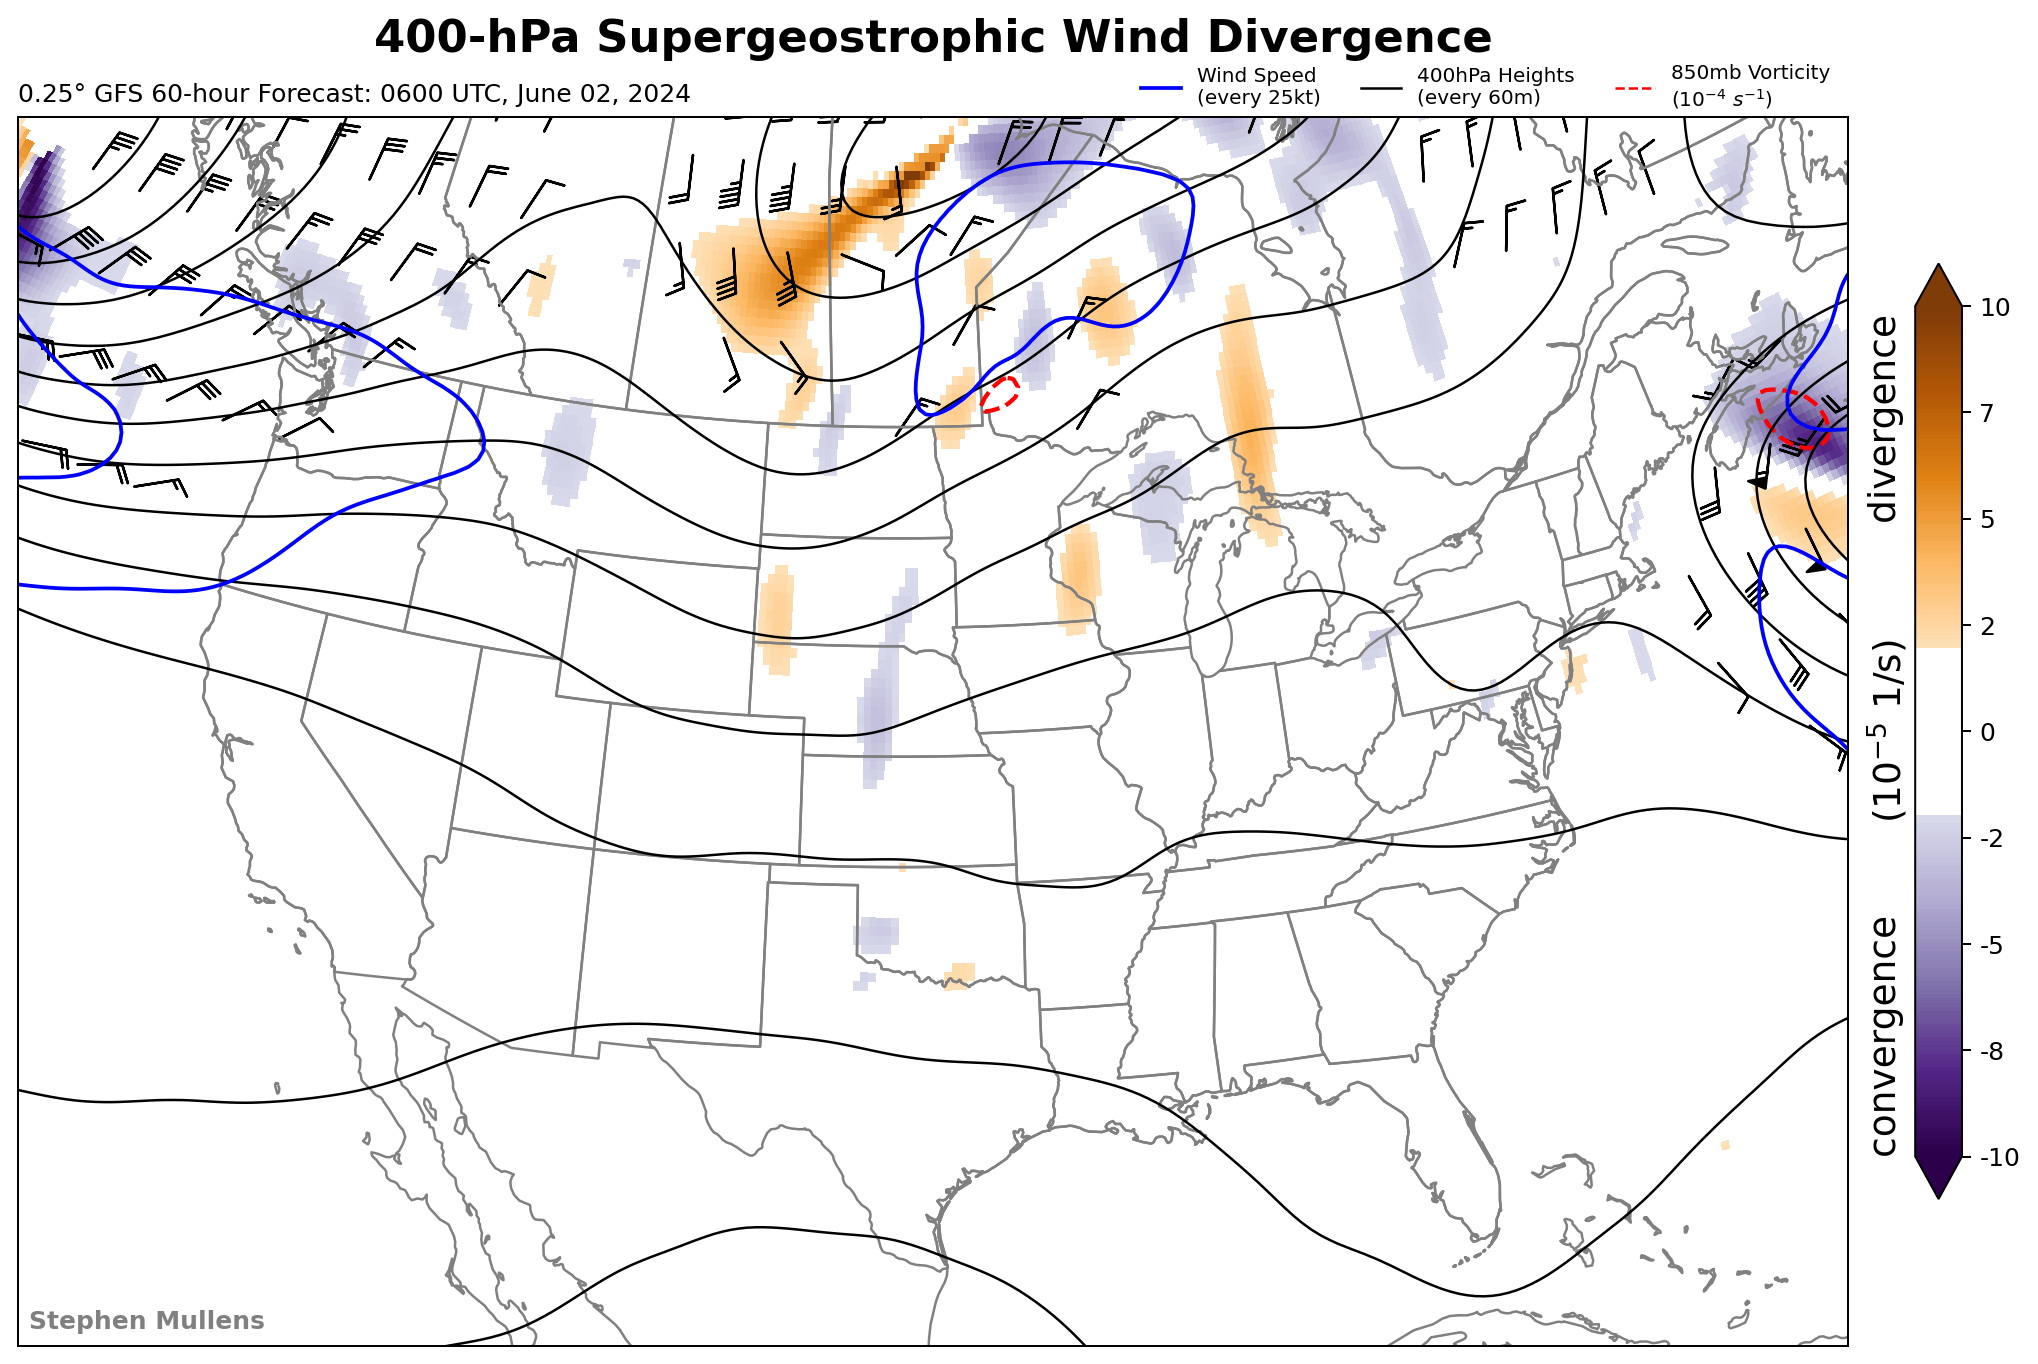 400-hPa Supergeostrophic Wind Divergence
0.25° GFS 60-hour Forecast: 0600 UTC, June 02, 2024
Wind Speed
(every 25kt)
400hPa Heights
(every 60m)
850mb Vorticity
(10⁻⁴ s⁻¹)
10
7
5
2
0
-2
-5
-8
-10
convergence (10⁻⁵ 1/s) divergence
Stephen Mullens